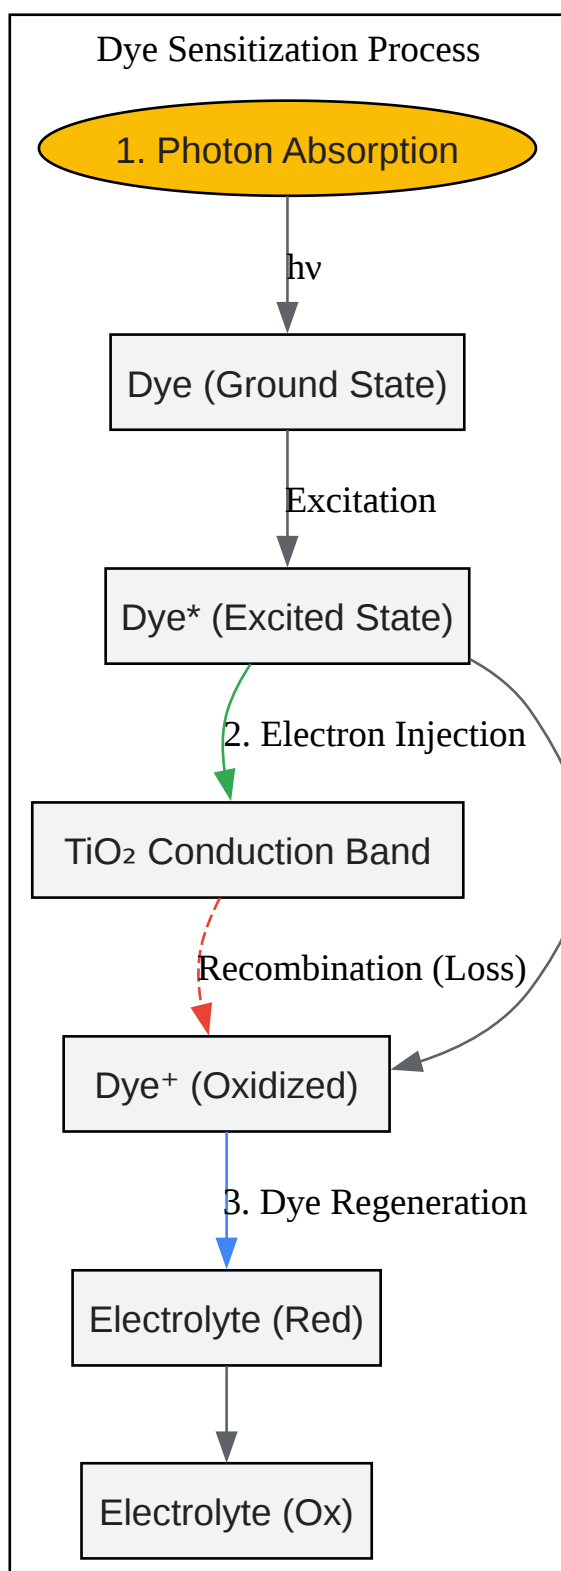 Dye Sensitization Process
1. Photon Absorption
hν
Dye (Ground State)
Excitation
Dye* (Excited State)
2. Electron Injection
TiO₂ Conduction Band
Recombination (Loss)
Dye⁺ (Oxidized)
3. Dye Regeneration
Electrolyte (Red)
Electrolyte (Ox)